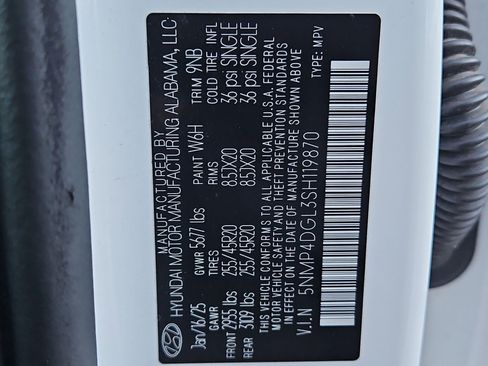 MANUFACTURED BY
HYUNDAI MOTOR MANUFACTURING ALABAMA, LLC
Jan/16/25 PAINT W6H TRIM 9NB
GVWR 5677 lbs
GAWR TIRES RIMS COLD TIRE INFL
FRONT 2955 lbs 255/45R20 8.5JX20 36 psi SINGLE
REAR 3109 lbs 255/45R20 8.5JX20 36 psi SINGLE
THIS VEHICLE CONFORMS TO ALL APPLICABLE U.S.A. FEDERAL
MOTOR VEHICLE SAFETY AND THEFT PREVENTION STANDARDS
IN EFFECT ON THE DATE OF MANUFACTURE SHOWN ABOVE
V.I.N 5NMP4DGL3SH119870 TYPE: MPV